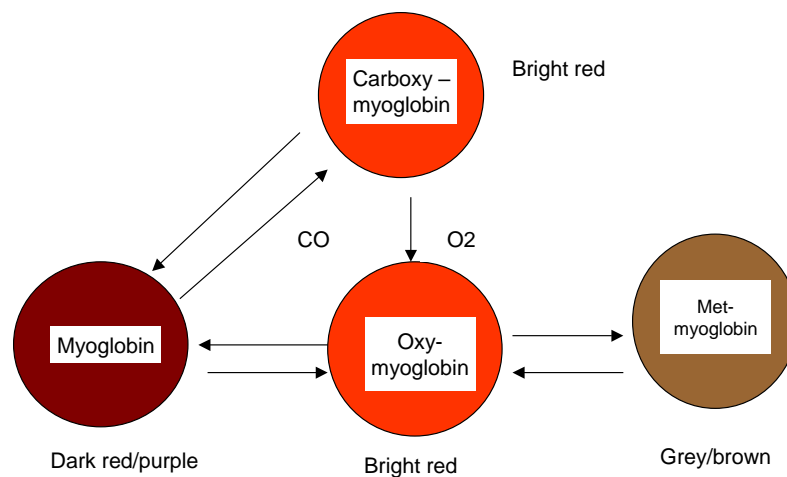 Carboxy –
myoglobin
Bright red
CO
O2
Myoglobin
Oxy-
myoglobin
Met-
myoglobin
Dark red/purple
Bright red
Grey/brown